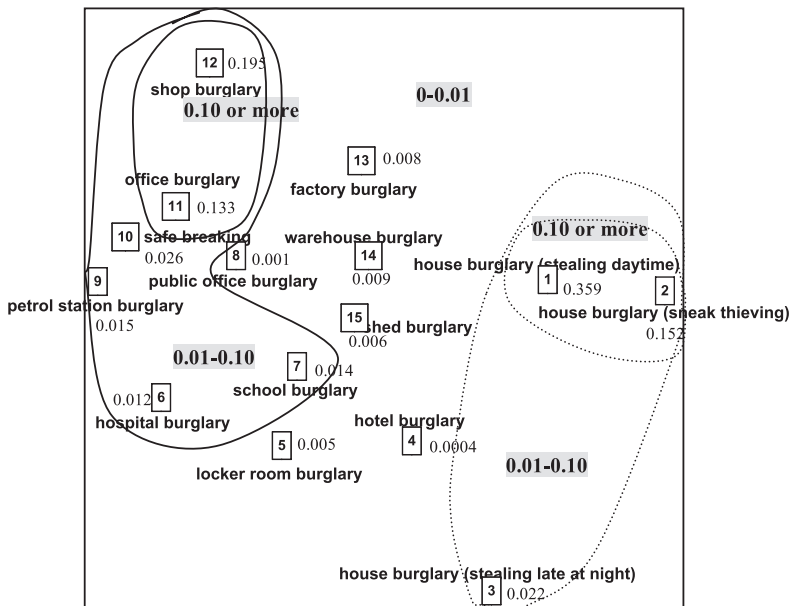 12 0.195
shop burglary
0.10 or more
0-0.01
13 0.008
factory burglary
office burglary
11 0.133
10 safe breaking
0.026
8 0.001
public office burglary
warehouse burglary
14
0.009
0.10 or more
house burglary (stealing daytime)
1 0.359
2
house burglary (sneak thieving)
0.152
9
petrol station burglary
0.015
15
shed burglary
0.006
0.01-0.10
7 0.014
school burglary
0.012 6
hospital burglary
hotel burglary
4 0.0004
5 0.005
locker room burglary
0.01-0.10
house burglary (stealing late at night)
3 0.022